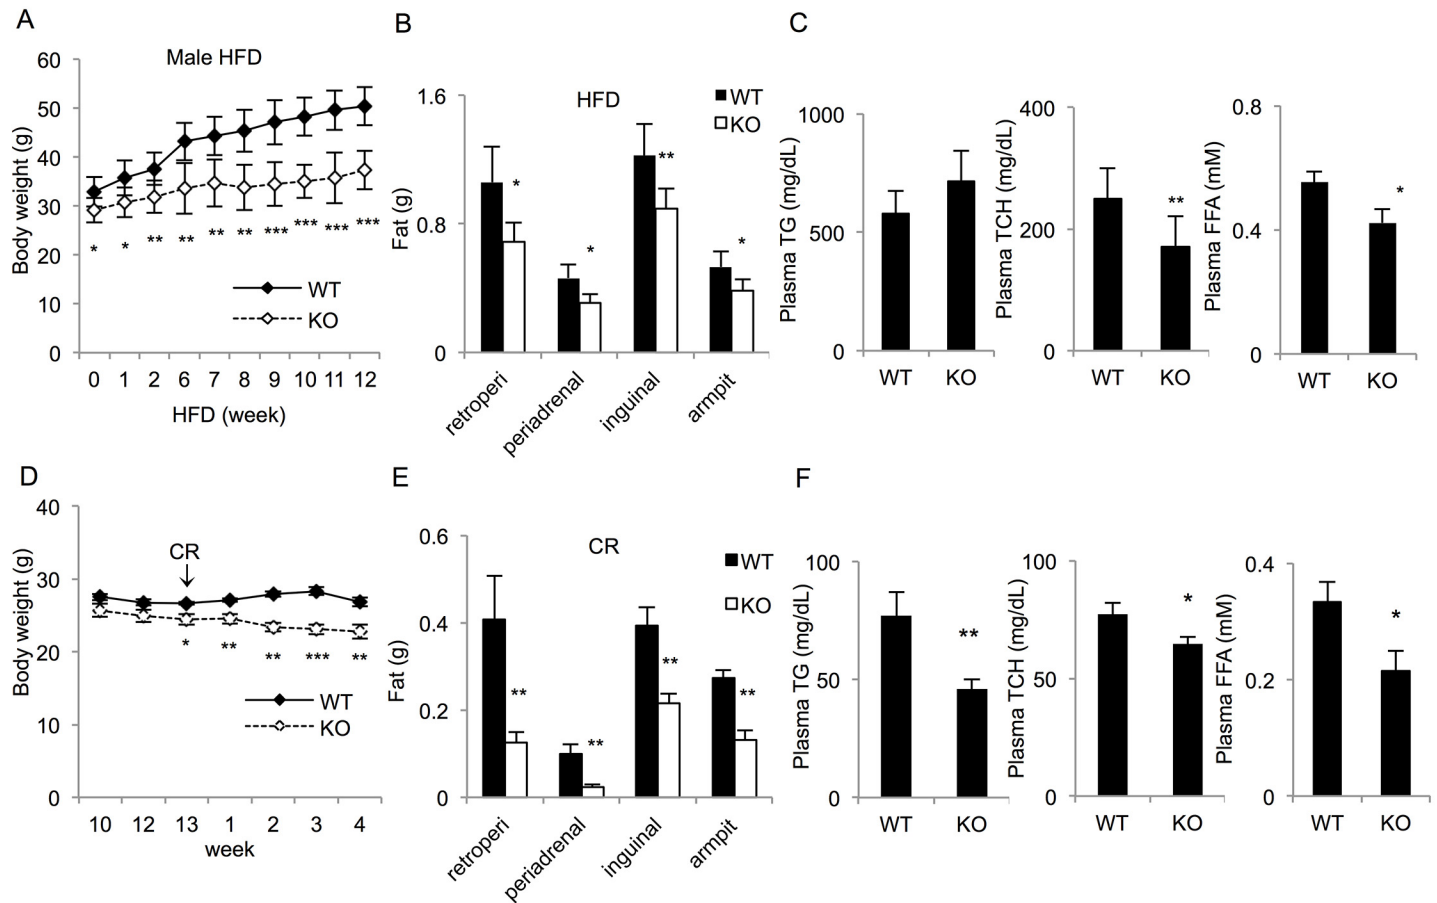 A
Male HFD
Body weight (g)
60
50
40
30
20
10
0
* * ** ** ** ** *** *** *** ***
WT
KO
0 1 2 6 7 8 9 10 11 12
HFD (week)
B
HFD
WT
KO
Fat (g)
1.6
0.8
0
* * ** *
retroperi
periadrenal
inguinal
armpit
C
Plasma TG (mg/dL)
1000
500
0
WT KO
Plasma TCH (mg/dL)
400
200
0
**
WT KO
Plasma FFA (mM)
0.8
0.4
0
*
WT KO
D
Body weight (g)
40
30
20
10
0
CR
* ** ** *** **
WT
KO
10 12 13 1 2 3 4
week
E
CR
WT
KO
Fat (g)
0.6
0.4
0.2
0
** ** ** **
retroperi
periadrenal
inguinal
armpit
F
Plasma TG (mg/dL)
100
50
0
**
WT KO
Plasma TCH (mg/dL)
100
50
0
*
WT KO
Plasma FFA (mM)
0.4
0.2
0
*
WT KO